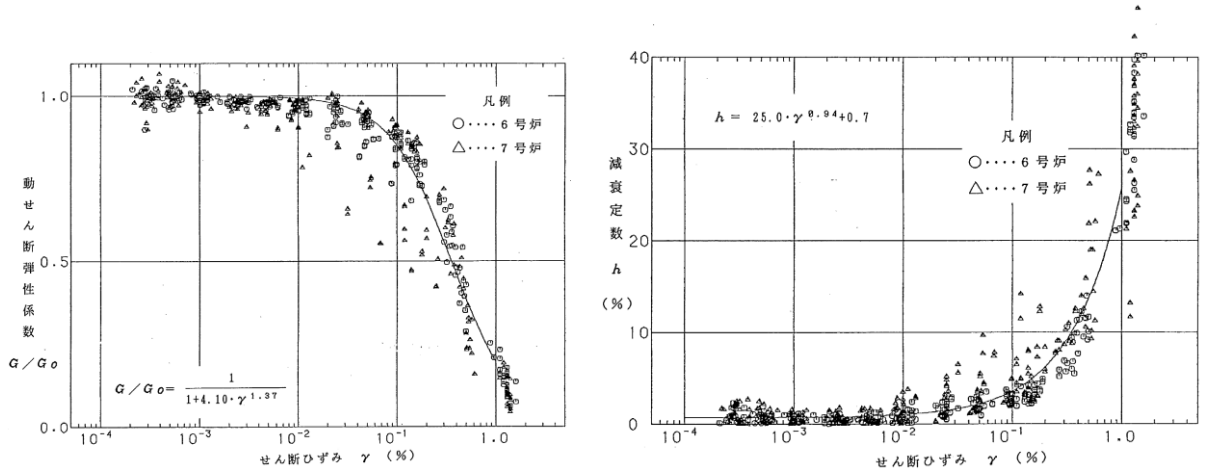 1.0
0.5
0.0
動せん断弾性係数
G/G₀
凡例
○····6号炉
△····7号炉
G/G₀= 1
1+4.10·γ^1.37
10⁻⁴ 10⁻³ 10⁻² 10⁻¹ 1.0
せん断ひずみ γ (%)
40
30
20
10
0
減衰定数
h
(%)
h = 25.0·γ^0.94+0.7
凡例
○····6号炉
△····7号炉
10⁻⁴ 10⁻³ 10⁻² 10⁻¹ 1.0
せん断ひずみ γ (%)